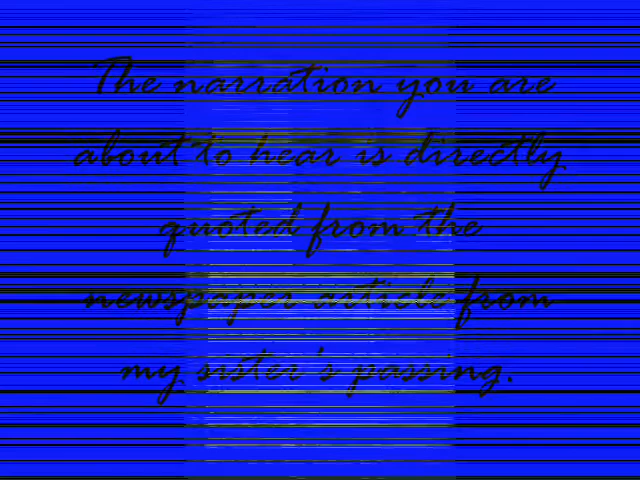 The narration you are
about to hear is directly
quoted from the
newspaper article from
my sister's passing.